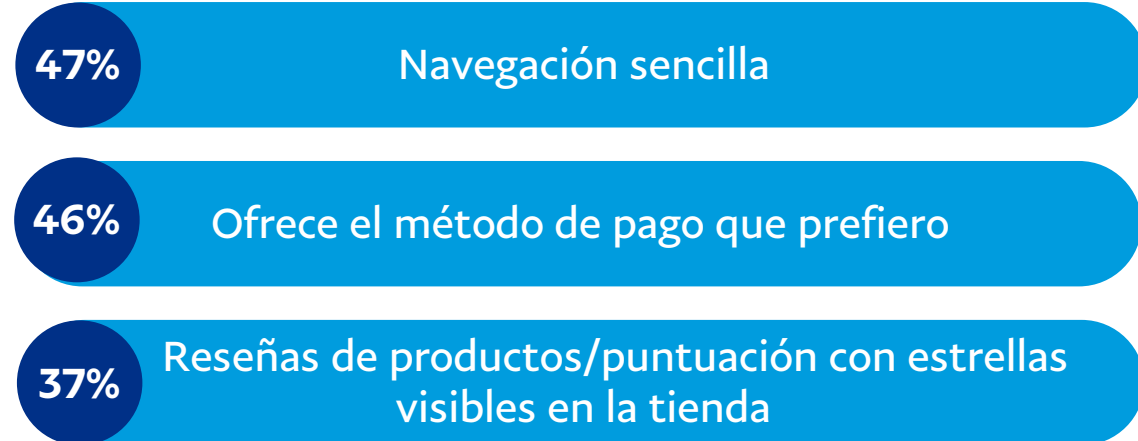 47%
Navegación sencilla
46%
Ofrece el método de pago que prefiero
37%
Reseñas de productos/puntuación con estrellas
visibles en la tienda